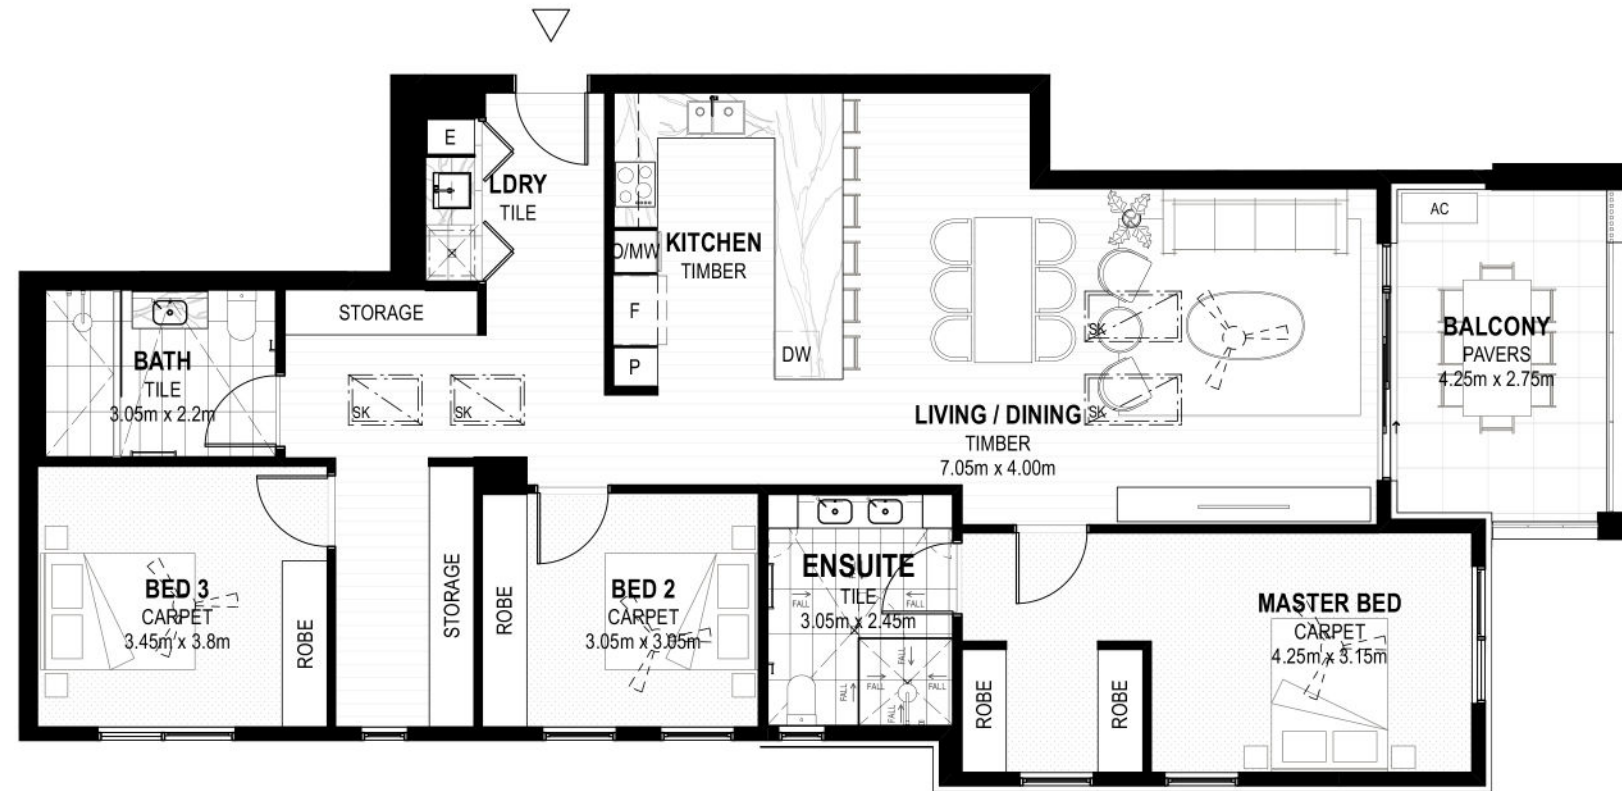 E
LDRY
TILE
KITCHEN
TIMBER
O/MW
F
P
DW
AC
STORAGE
BATH
TILE
3.05m x 2.2m
SK
SK
SK
SK
LIVING / DINING
TIMBER
7.05m x 4.00m
BALCONY
PAVERS
4.25m x 2.75m
BED 3
CARPET
3.45m x 3.8m
ROBE
STORAGE
ROBE
BED 2
CARPET
3.05m x 3.05m
ENSUITE
TILE
3.05m x 2.45m
FALL
FALL
FALL
FALL
FALL
FALL
FALL
MASTER BED
CARPET
4.25m x 3.15m
ROBE
ROBE